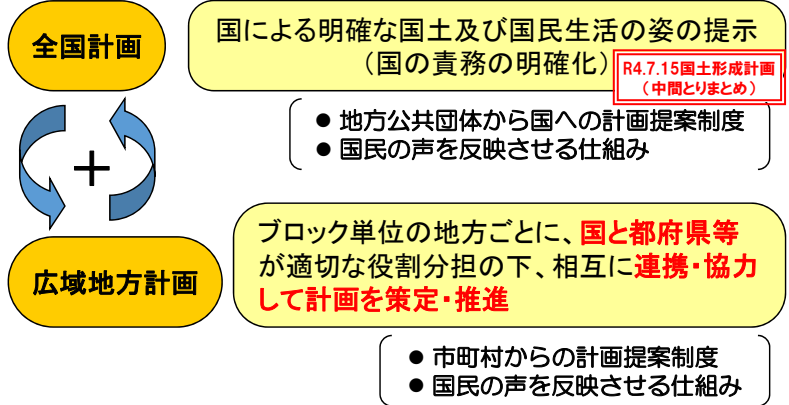 全国計画
国による明確な国土及び国民生活の姿の提示
（国の責務の明確化）
R4.7.15国土形成計画
（中間とりまとめ）
● 地方公共団体から国への計画提案制度
● 国民の声を反映させる仕組み
＋
広域地方計画
ブロック単位の地方ごとに、国と都府県等
が適切な役割分担の下、相互に連携・協力
して計画を策定・推進
● 市町村からの計画提案制度
● 国民の声を反映させる仕組み